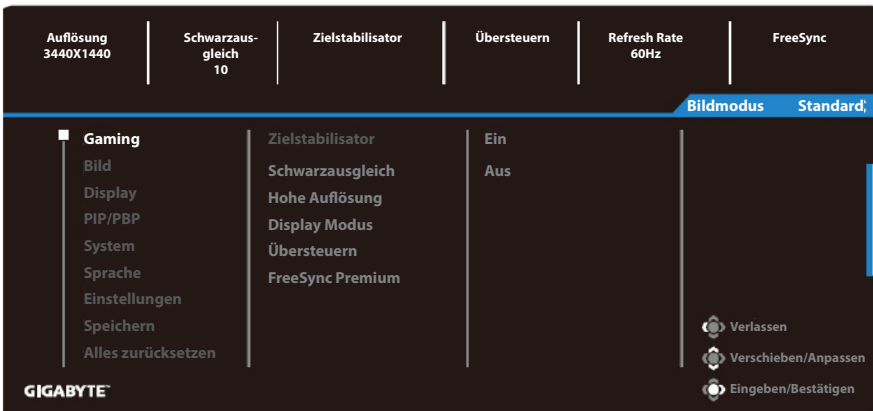 Auflösung
3440X1440
Schwarzaus-
gleich
10
Zielstabilisator
Übersteuern
Refresh Rate
60Hz
FreeSync
Bildmodus Standard
Gaming
Bild
Display
PIP/PBP
System
Sprache
Einstellungen
Speichern
Alles zurücksetzen
Zielstabilisator
Schwarzausgleich
Hohe Auflösung
Display Modus
Übersteuern
FreeSync Premium
Ein
Aus
Verlassen
Verschieben/Anpassen
Eingeben/Bestätigen
GIGABYTE™